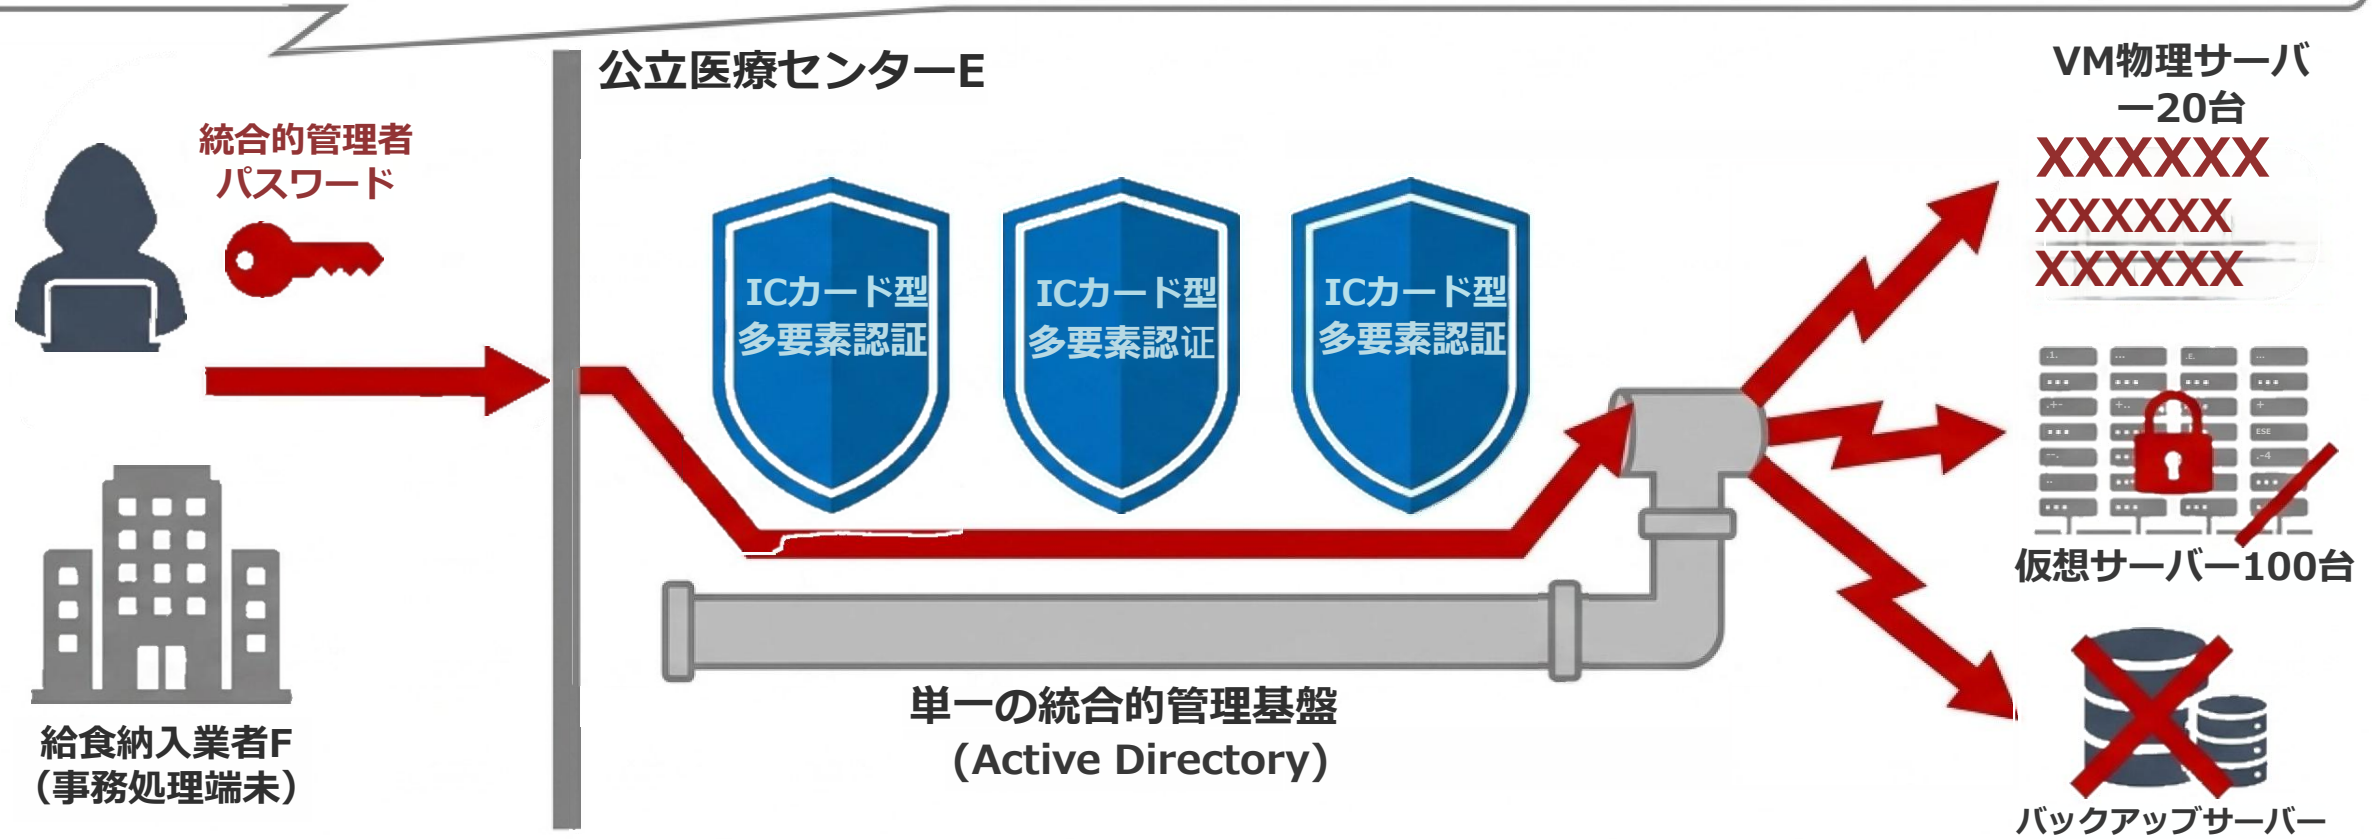 公立医療センターE
統合的管理者
パスワード
給食納入業者F
（事務処理端未）
ICカード型
多要素認証
ICカード型
多要素認证
ICカード型
多要素認証
単一の統合的管理基盤
(Active Directory)
VM物理サーバ
ー20台
XXXXXX
XXXXXX
XXXXXX
仮想サーバー100台
バックアップサーバー